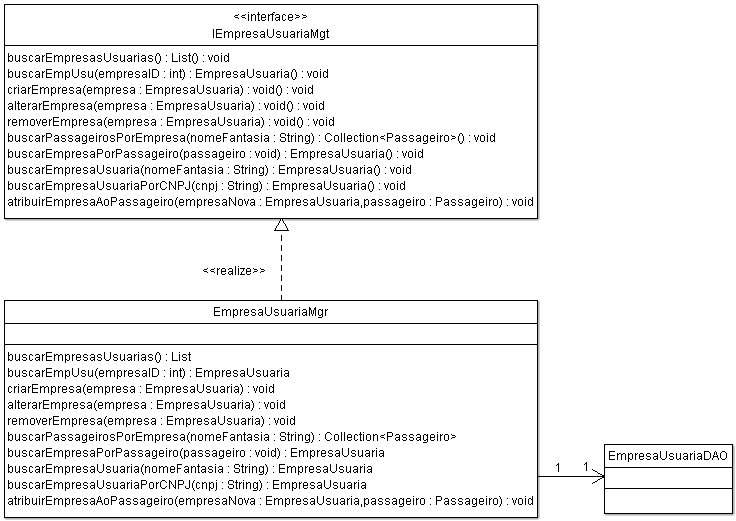 <<interface>>
IEmpresaUsuariaMgt
buscarEmpresasUsuarias() : List() : void
buscarEmpUsu(empresaID : int) : EmpresaUsuaria() : void
criarEmpresa(empresa : EmpresaUsuaria) : void() : void
alterarEmpresa(empresa : EmpresaUsuaria) : void() : void
removerEmpresa(empresa : EmpresaUsuaria) : void() : void
buscarPassageirosPorEmpresa(nomeFantasia : String) : Collection<Passageiro>() : void
buscarEmpresaPorPassageiro(passageiro : void) : EmpresaUsuaria() : void
buscarEmpresaUsuaria(nomeFantasia : String) : EmpresaUsuaria() : void
buscarEmpresaUsuariaPorCNPJ(cnpj : String) : EmpresaUsuaria() : void
atribuirEmpresaAoPassageiro(empresaNova : EmpresaUsuaria,passageiro : Passageiro) : void
<<realize>>
EmpresaUsuariaMgr
buscarEmpresasUsuarias() : List
buscarEmpUsu(empresaID : int) : EmpresaUsuaria
criarEmpresa(empresa : EmpresaUsuaria) : void
alterarEmpresa(empresa : EmpresaUsuaria) : void
removerEmpresa(empresa : EmpresaUsuaria) : void
buscarPassageirosPorEmpresa(nomeFantasia : String) : Collection<Passageiro>
buscarEmpresaPorPassageiro(passageiro : void) : EmpresaUsuaria
buscarEmpresaUsuaria(nomeFantasia : String) : EmpresaUsuaria
buscarEmpresaUsuariaPorCNPJ(cnpj : String) : EmpresaUsuaria
atribuirEmpresaAoPassageiro(empresaNova : EmpresaUsuaria,passageiro : Passageiro) : void
1 1
EmpresaUsuariaDAO